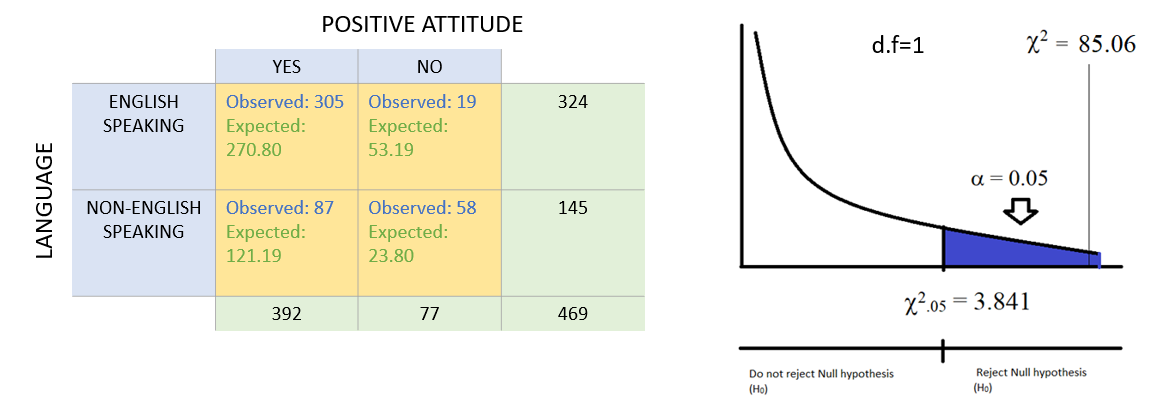 POSITIVE ATTITUDE
YES
NO
LANGUAGE
ENGLISH
SPEAKING
Observed: 305
Expected:
270.80
Observed: 19
Expected:
53.19
324
NON-ENGLISH
SPEAKING
Observed: 87
Expected:
121.19
Observed: 58
Expected:
23.80
145
392
77
469
d.f=1
χ² = 85.06
α = 0.05
χ².05 = 3.841
Do not reject Null hypothesis
(H₀)
Reject Null hypothesis
(H₀)